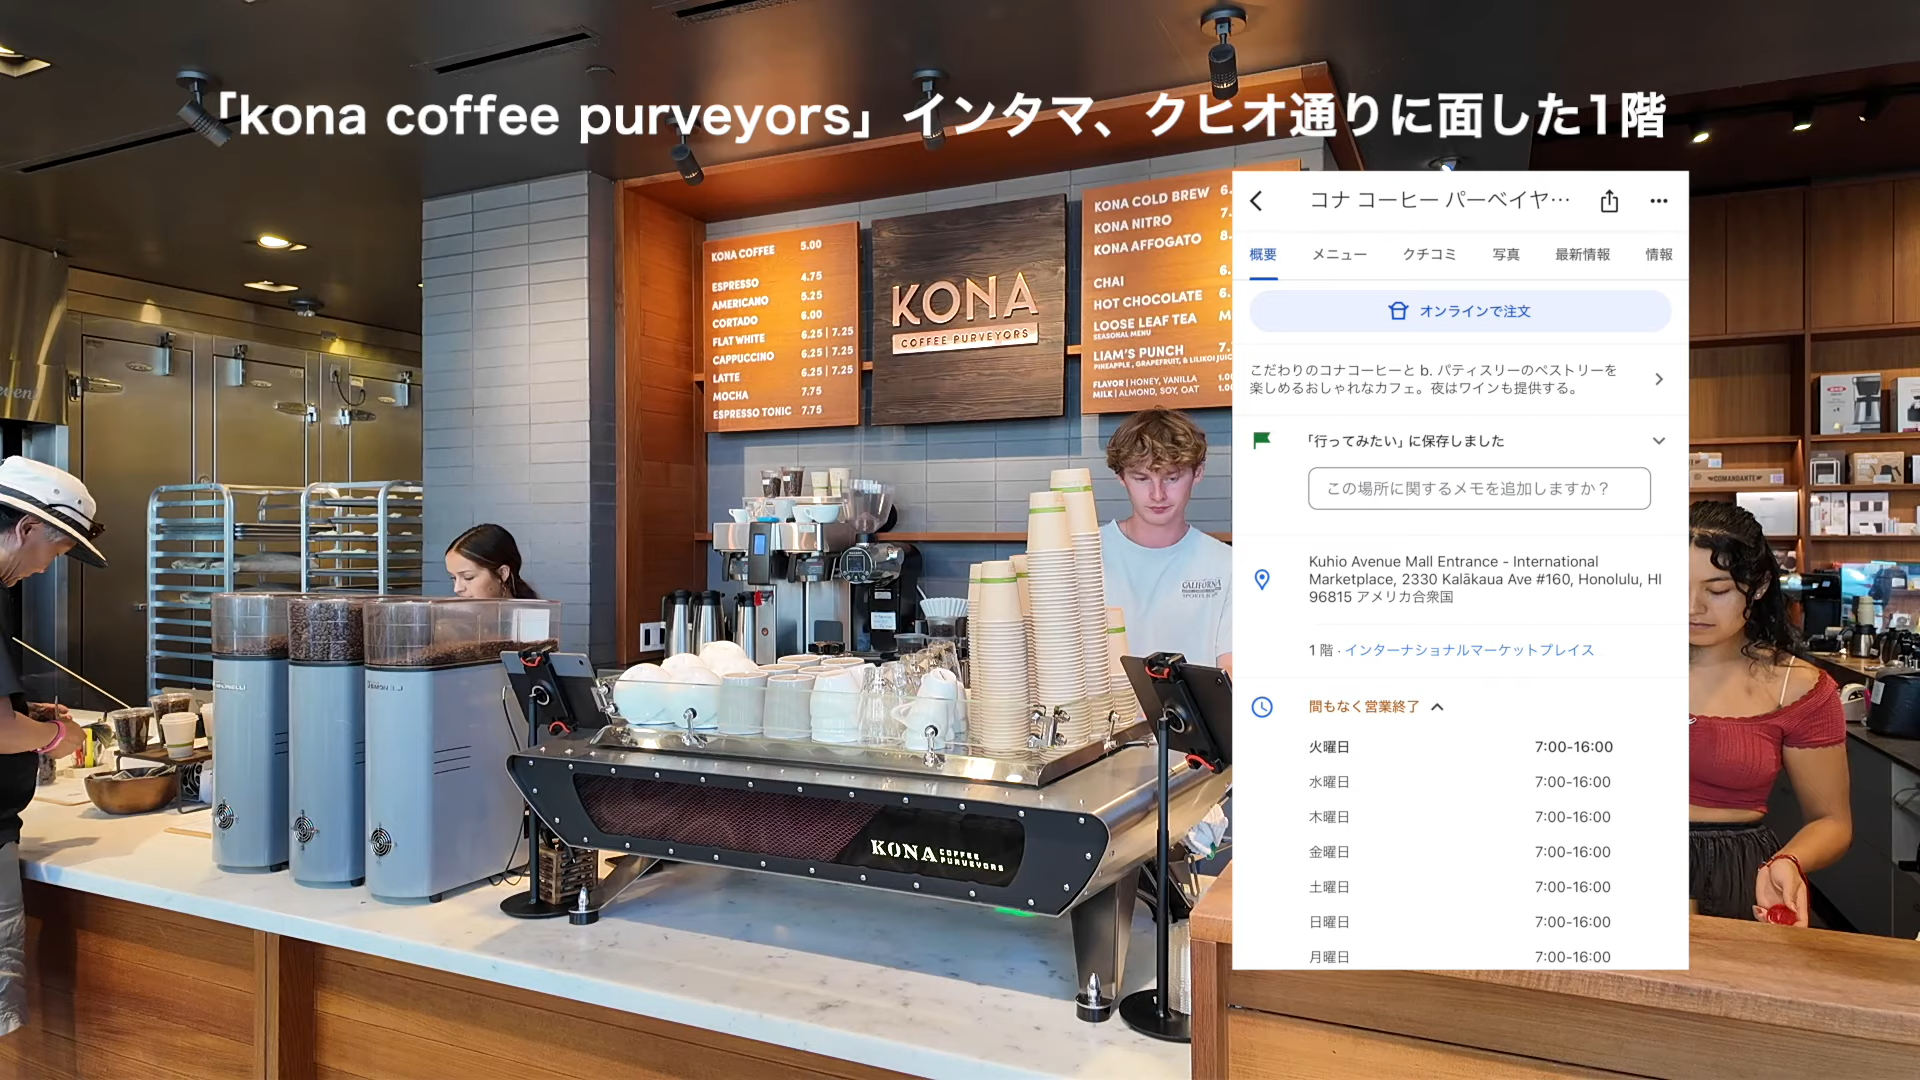 「kona coffee purveyors」インタマ、クヒオ通りに面した1階
KONA COFFEE 5.00
ESPRESSO 4.75
AMERICANO 5.25
CORTADO 6.00
FLAT WHITE 6.25 | 7.25
CAPPUCCINO 6.25 | 7.25
LATTE 6.25 | 7.25
MOCHA 7.75
ESPRESSO TONIC 7.75
KONA
COFFEE PURVEYORS
KONA COLD BREW 6.
KONA NITRO 7.
KONA AFFOGATO 8.
CHAI 6.
HOT CHOCOLATE 6.
LOOSE LEAF TEA M
SEASONAL MENU
LIAM'S PUNCH 7.
PINEAPPLE, GRAPEFRUIT, & LILIKOI JUIC
FLAVOR | HONEY, VANILLA 1.00
MILK | ALMOND, SOY, OAT 1.00
コナ コーヒー パーベイヤ…
概要 メニュー クチコミ 写真 最新情報 情報
オンラインで注文
こだわりのコナコーヒーと b. パティスリーのペストリーを
楽しめるおしゃれなカフェ。夜はワインも提供する。
「行ってみたい」に保存しました
この場所に関するメモを追加しますか？
Kuhio Avenue Mall Entrance - International
Marketplace, 2330 Kalākaua Ave #160, Honolulu, HI
96815 アメリカ合衆国
1 階 · インターナショナルマーケットプレイス
間もなく営業終了
火曜日 7:00-16:00
水曜日 7:00-16:00
木曜日 7:00-16:00
金曜日 7:00-16:00
土曜日 7:00-16:00
日曜日 7:00-16:00
月曜日 7:00-16:00
CALIFORNIA
COMANDANTE
KONA COFFEE
PURVEYORS